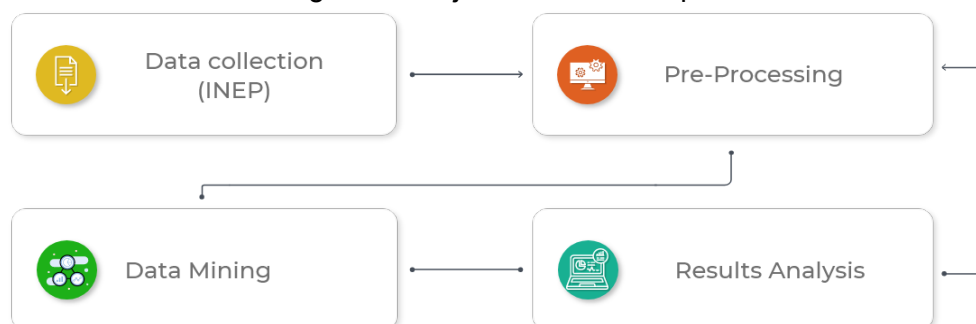 Data collection
(INEP)
Pre-Processing
Data Mining
Results Analysis